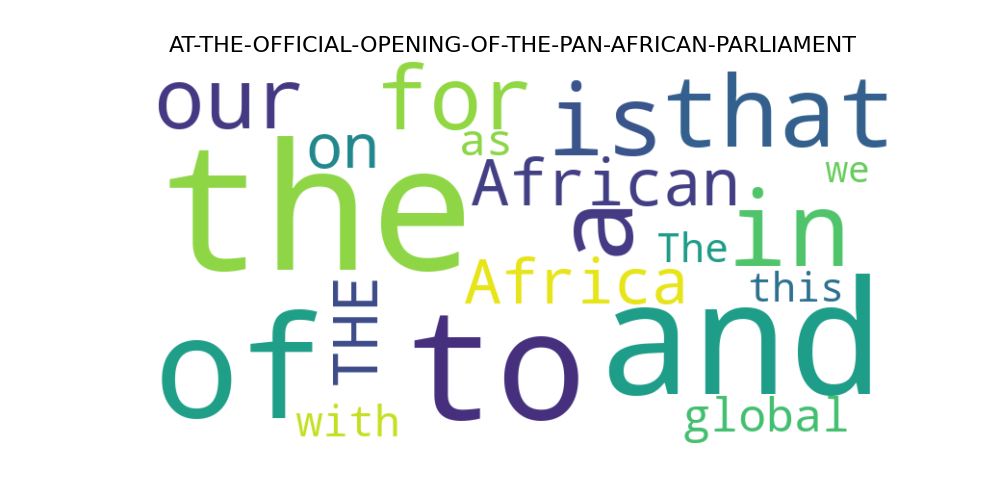 AT-THE-OFFICIAL-OPENING-OF-THE-PAN-AFRICAN-PARLIAMENT
our for is that
on as African we
the a The in
Africa this
of THE to and
with global